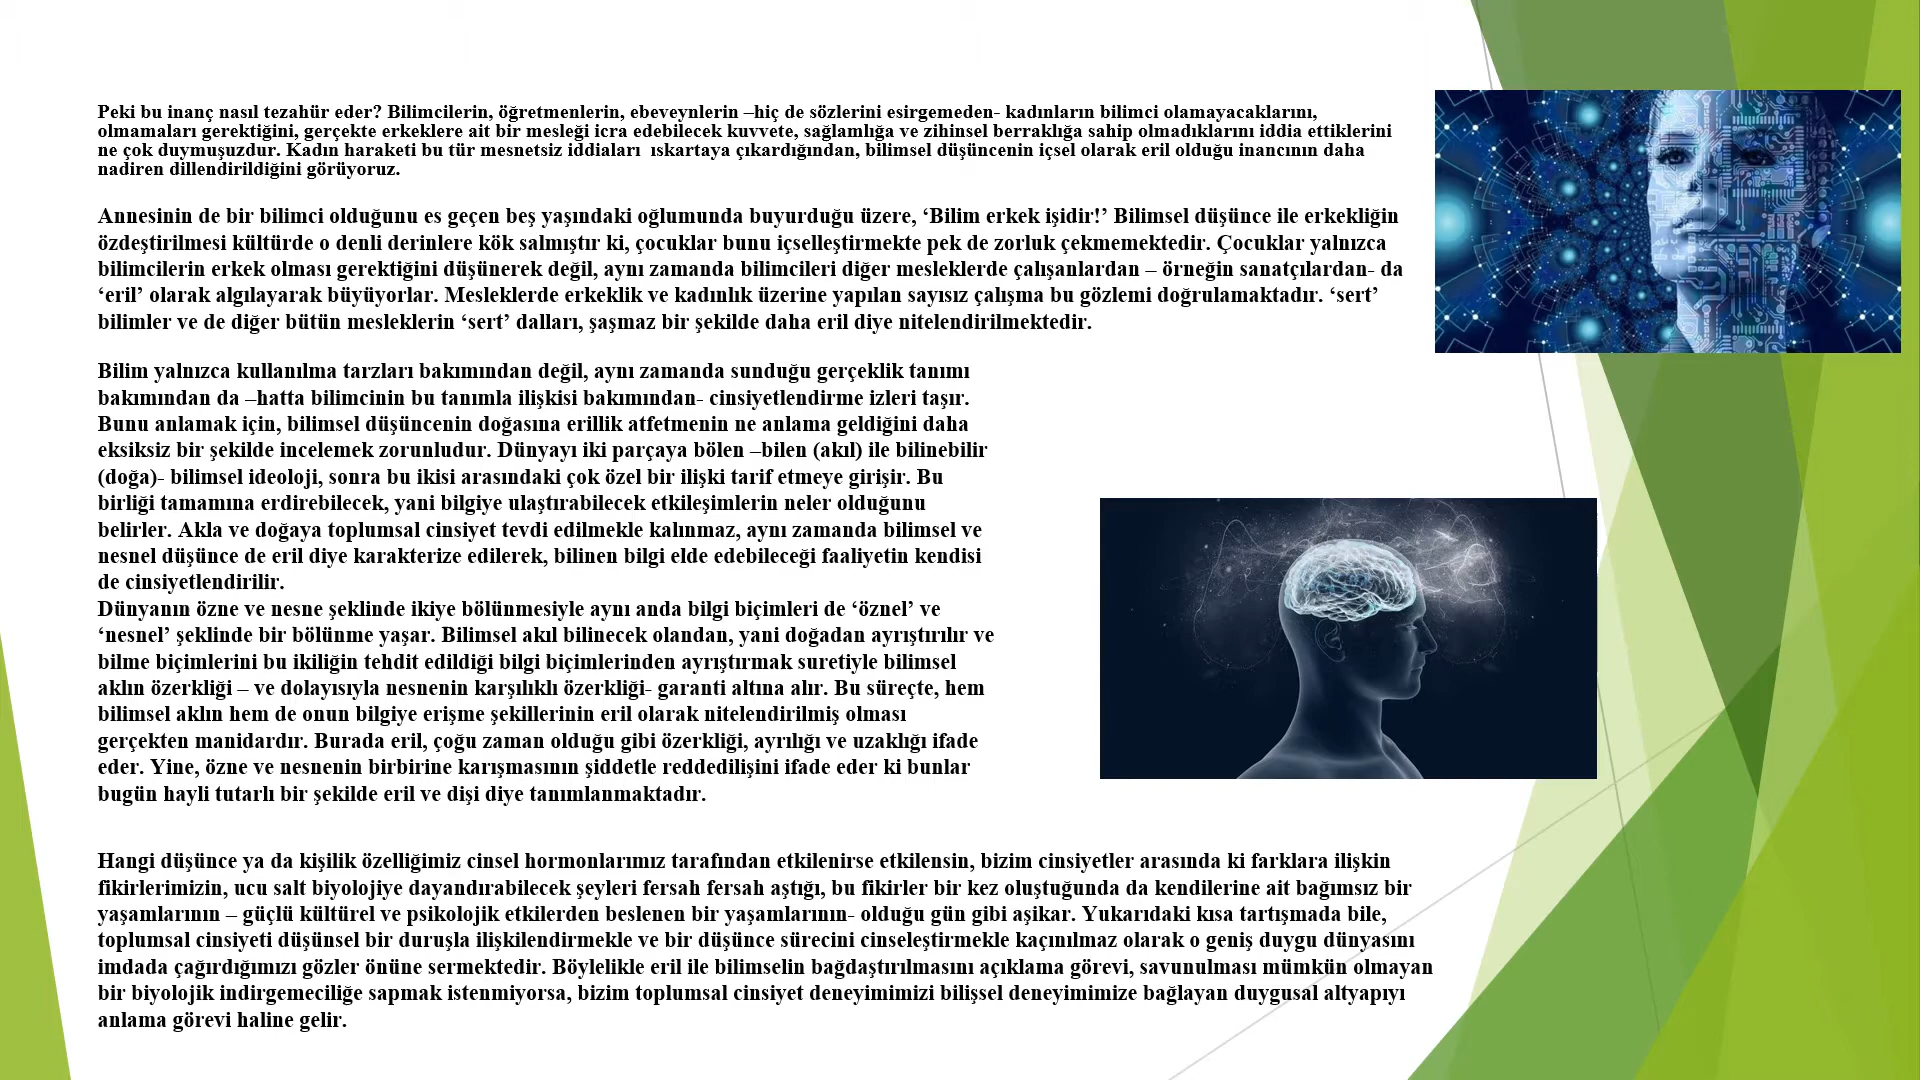 Peki bu inanç nasıl tezahür eder? Bilimcilerin, öğretmenlerin, ebeveynlerin –hiç de sözlerini esirgemeden- kadınların bilimci olamayacaklarını,
olmamaları gerektiğini, gerçekte erkeklere ait bir mesleği icra edebilecek kuvvete, sağlamlığa ve zihinsel berraklığa sahip olmadıklarını iddia ettiklerini
ne çok duymuşuzdur. Kadın haraketi bu tür mesnetsiz iddiaları  ıskartaya çıkardığından, bilimsel düşüncenin içsel olarak eril olduğu inancının daha
nadiren dillendirildiğini görüyoruz.
Annesinin de bir bilimci olduğunu es geçen beş yaşındaki oğlumunda buyurduğu üzere, ‘Bilim erkek işidir!’ Bilimsel düşünce ile erkekliğin
özdeştirilmesi kültürde o denli derinlere kök salmıştır ki, çocuklar bunu içselleştirmekte pek de zorluk çekmemektedir. Çocuklar yalnızca
bilimcilerin erkek olması gerektiğini düşünerek değil, aynı zamanda bilimcileri diğer mesleklerde çalışanlardan – örneğin sanatçılardan- da
‘eril’ olarak algılayarak büyüyorlar. Mesleklerde erkeklik ve kadınlık üzerine yapılan sayısız çalışma bu gözlemi doğrulamaktadır. ‘sert’
bilimler ve de diğer bütün mesleklerin ‘sert’ dalları, şaşmaz bir şekilde daha eril diye nitelendirilmektedir.
Bilim yalnızca kullanılma tarzları bakımından değil, aynı zamanda sunduğu gerçeklik tanımı
bakımından da –hatta bilimcinin bu tanımla ilişkisi bakımından- cinsiyetlendirme izleri taşır.
Bunu anlamak için, bilimsel düşüncenin doğasına erillik atfetmenin ne anlama geldiğini daha
eksiksiz bir şekilde incelemek zorunludur. Dünyayı iki parçaya bölen –bilen (akıl) ile bilinebilir
(doğa)- bilimsel ideoloji, sonra bu ikisi arasındaki çok özel bir ilişki tarif etmeye girişir. Bu
birliği tamamına erdirebilecek, yani bilgiye ulaştırabilecek etkileşimlerin neler olduğunu
belirler. Akla ve doğaya toplumsal cinsiyet tevdi edilmekle kalınmaz, aynı zamanda bilimsel ve
nesnel düşünce de eril diye karakterize edilerek, bilinen bilgi elde edebileceği faaliyetin kendisi
de cinsiyetlendirilir.
Dünyanın özne ve nesne şeklinde ikiye bölünmesiyle aynı anda bilgi biçimleri de ‘öznel’ ve
‘nesnel’ şeklinde bir bölünme yaşar. Bilimsel akıl bilinecek olandan, yani doğadan ayrıştırılır ve
bilme biçimlerini bu ikiliğin tehdit edildiği bilgi biçimlerinden ayrıştırmak suretiyle bilimsel
aklın özerkliği – ve dolayısıyla nesnenin karşılıklı özerkliği- garanti altına alır. Bu süreçte, hem
bilimsel aklın hem de onun bilgiye erişme şekillerinin eril olarak nitelendirilmiş olması
gerçekten manidardır. Burada eril, çoğu zaman olduğu gibi özerkliği, ayrılığı ve uzaklığı ifade
eder. Yine, özne ve nesnenin birbirine karışmasının şiddetle reddedilişini ifade eder ki bunlar
bugün hayli tutarlı bir şekilde eril ve dişi diye tanımlanmaktadır.
Hangi düşünce ya da kişilik özelliğimiz cinsel hormonlarımız tarafından etkilenirse etkilensin, bizim cinsiyetler arasında ki farklara ilişkin
fikirlerimizin, ucu salt biyolojiye dayandırabilecek şeyleri fersah fersah aştığı, bu fikirler bir kez oluştuğunda da kendilerine ait bağımsız bir
yaşamlarının – güçlü kültürel ve psikolojik etkilerden beslenen bir yaşamlarının- olduğu gün gibi aşikar. Yukarıdaki kısa tartışmada bile,
toplumsal cinsiyeti düşünsel bir duruşla ilişkilendirmekle ve bir düşünce sürecini cinseleştirmekle kaçınılmaz olarak o geniş duygu dünyasını
imdada çağırdığımızı gözler önüne sermektedir. Böylelikle eril ile bilimselin bağdaştırılmasını açıklama görevi, savunulması mümkün olmayan
bir biyolojik indirgemeciliğe sapmak istenmiyorsa, bizim toplumsal cinsiyet deneyimimizi bilişsel deneyimimize bağlayan duygusal altyapıyı
anlama görevi haline gelir.